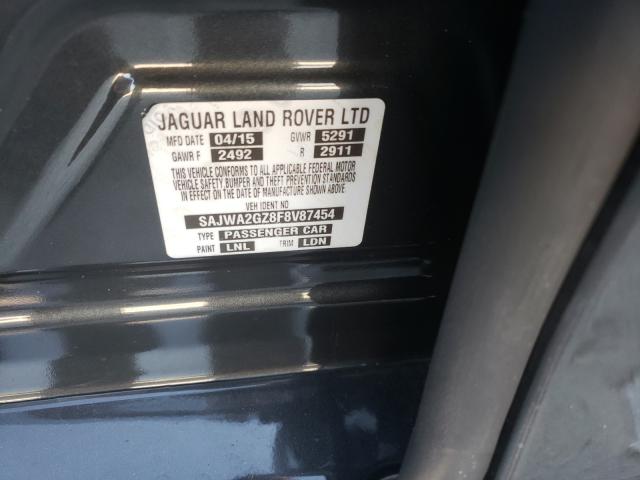 JAGUAR LAND ROVER LTD
MFD DATE 04/15 GVWR 5291
GAWR F 2492 R 2911
THIS VEHICLE CONFORMS TO ALL APPLICABLE FEDERAL MOTOR
VEHICLE SAFETY, BUMPER AND THEFT PREVENTION STANDARDS
IN EFFECT ON THE DATE OF MANUFACTURE SHOWN ABOVE.
VEH IDENT NO
SAJWA2GZ8F8V87454
TYPE PASSENGER CAR
PAINT LNL TRIM LDN